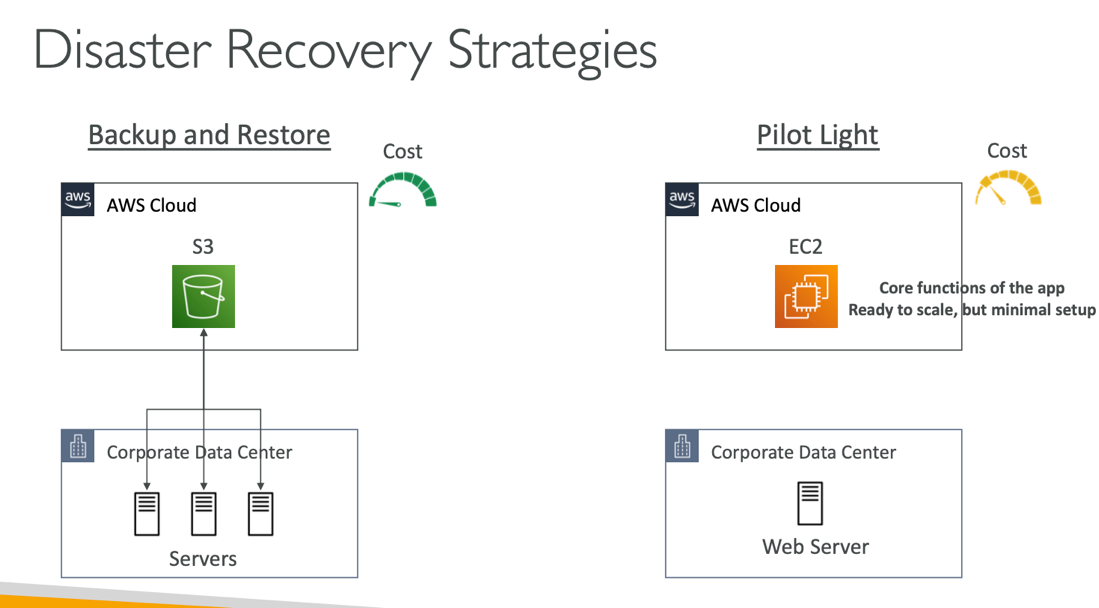 Disaster Recovery Strategies
Backup and Restore
Cost
aws
AWS Cloud
S3
Corporate Data Center
Servers
Pilot Light
Cost
aws
AWS Cloud
EC2
Core functions of the app
Ready to scale, but minimal setup
Corporate Data Center
Web Server